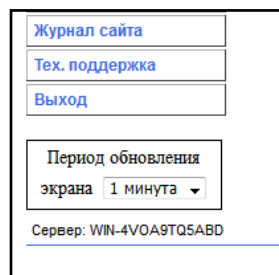 Журнал сайта
Тех. поддержка
Выход
Период обновления
экрана 1 минута
Сервер: WIN-4VOA9TQ5ABD